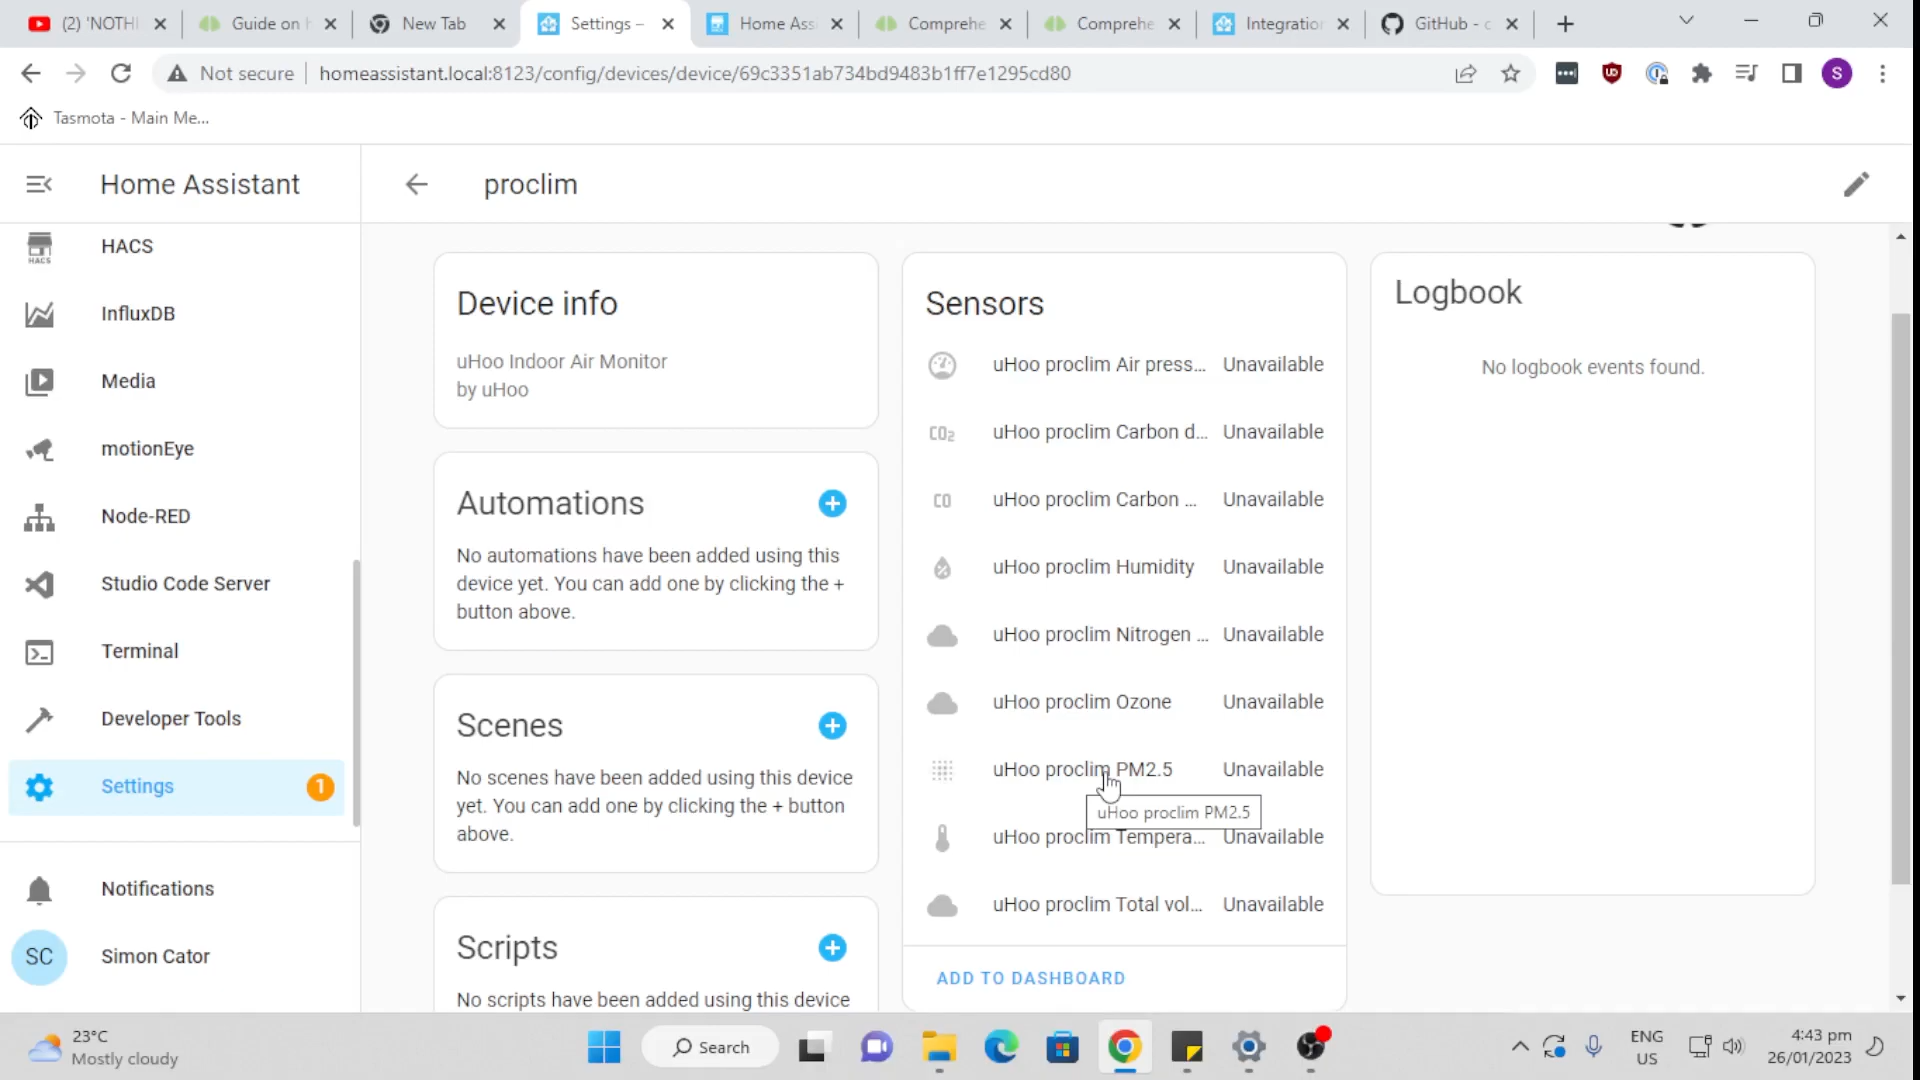 (2) 'NOTHI
Guide on h
New Tab
Settings –
Home Ass
Comprehe
Comprehe
Integration
GitHub - c
Not secure
homeassistant.local:8123/config/devices/device/69c3351ab734bd9483b1ff7e1295cd80
S
Tasmota - Main Me...
Home Assistant
proclim
HACS
HACS
InfluxDB
Media
motionEye
Node-RED
Studio Code Server
Terminal
Developer Tools
Settings
1
Notifications
SC
Simon Cator
Device info
uHoo Indoor Air Monitor
by uHoo
Automations
No automations have been added using this
device yet. You can add one by clicking the +
button above.
Scenes
No scenes have been added using this device
yet. You can add one by clicking the + button
above.
Scripts
No scripts have been added using this device
Sensors
uHoo proclim Air press... Unavailable
CO2 uHoo proclim Carbon d... Unavailable
CO uHoo proclim Carbon ... Unavailable
uHoo proclim Humidity Unavailable
uHoo proclim Nitrogen ... Unavailable
uHoo proclim Ozone Unavailable
uHoo proclim PM2.5 Unavailable
uHoo proclim PM2.5
uHoo proclim Tempera... Unavailable
uHoo proclim Total vol... Unavailable
ADD TO DASHBOARD
Logbook
No logbook events found.
23°C
Mostly cloudy
Search
ENG
US
4:43 pm
26/01/2023